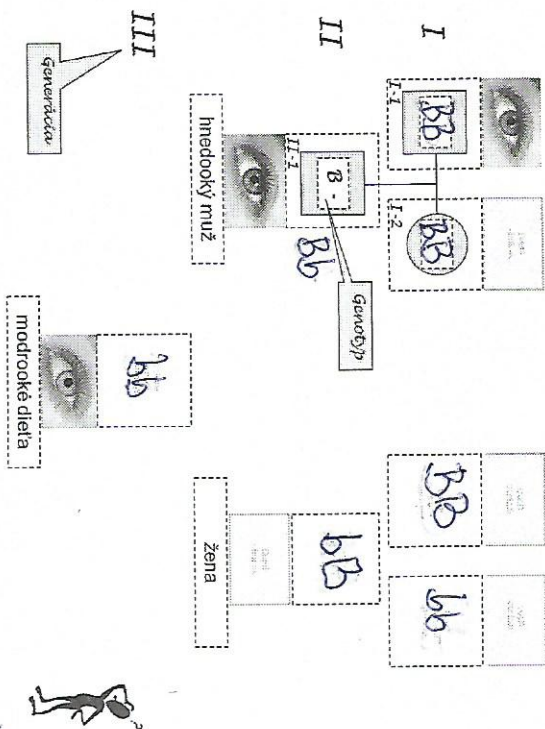 I
I-1
BB
I-2
BB
BB
bb
II
II-1
B -
Genotyp
Bb
bB
hnedooký muž
žena
III
bb
Generácia
modrooké dieťa
?